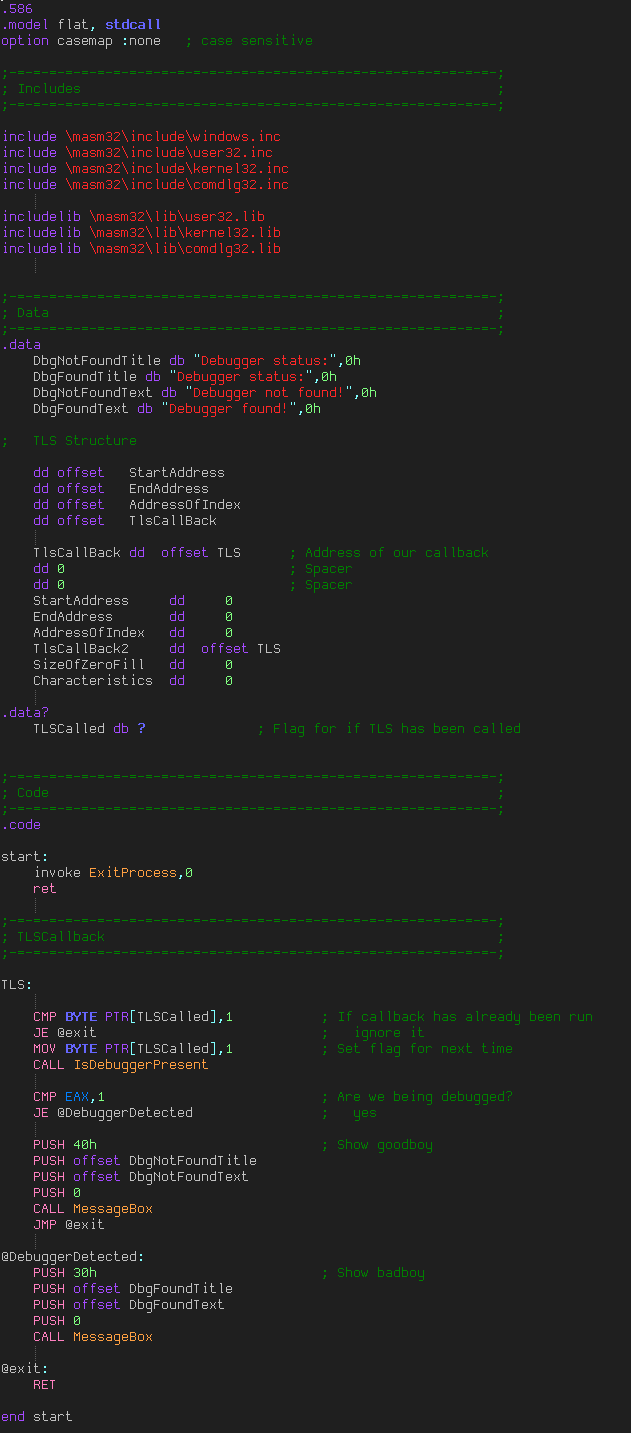 .586
.model flat, stdcall
option casemap :none   ; case sensitive
;-------------------------------------------------------------;
; Includes                                                    ;
;-------------------------------------------------------------;
include \masm32\include\windows.inc
include \masm32\include\user32.inc
include \masm32\include\kernel32.inc
include \masm32\include\comdlg32.inc
includelib \masm32\lib\user32.lib
includelib \masm32\lib\kernel32.lib
includelib \masm32\lib\comdlg32.lib
;-------------------------------------------------------------;
; Data                                                        ;
;-------------------------------------------------------------;
.data
    DbgNotFoundTitle db "Debugger status:",0h
    DbgFoundTitle db "Debugger status:",0h
    DbgNotFoundText db "Debugger not found!",0h
    DbgFoundText db "Debugger found!",0h
;   TLS Structure
    dd offset   StartAddress
    dd offset   EndAddress
    dd offset   AddressOfIndex
    dd offset   TlsCallBack
    TlsCallBack dd  offset TLS      ; Address of our callback
    dd 0                            ; Spacer
    dd 0                            ; Spacer
    StartAddress     dd     0
    EndAddress       dd     0
    AddressOfIndex   dd     0
    TlsCallBack2     dd  offset TLS
    SizeOfZeroFill   dd     0
    Characteristics  dd     0
.data?
    TLSCalled db ?              ; Flag for if TLS has been called
;-------------------------------------------------------------;
; Code                                                        ;
;-------------------------------------------------------------;
.code
start:
    invoke ExitProcess,0
    ret
;-------------------------------------------------------------;
; TLSCallback                                                 ;
;-------------------------------------------------------------;
TLS:
    CMP BYTE PTR[TLSCalled],1           ; If callback has already been run
    JE @exit                            ;   ignore it
    MOV BYTE PTR[TLSCalled],1           ; Set flag for next time
    CALL IsDebuggerPresent
    CMP EAX,1                           ; Are we being debugged?
    JE @DebuggerDetected                ;   yes
    PUSH 40h                            ; Show goodboy
    PUSH offset DbgNotFoundTitle
    PUSH offset DbgNotFoundText
    PUSH 0
    CALL MessageBox
    JMP @exit
@DebuggerDetected:
    PUSH 30h                            ; Show badboy
    PUSH offset DbgFoundTitle
    PUSH offset DbgFoundText
    PUSH 0
    CALL MessageBox
@exit:
    RET
end start